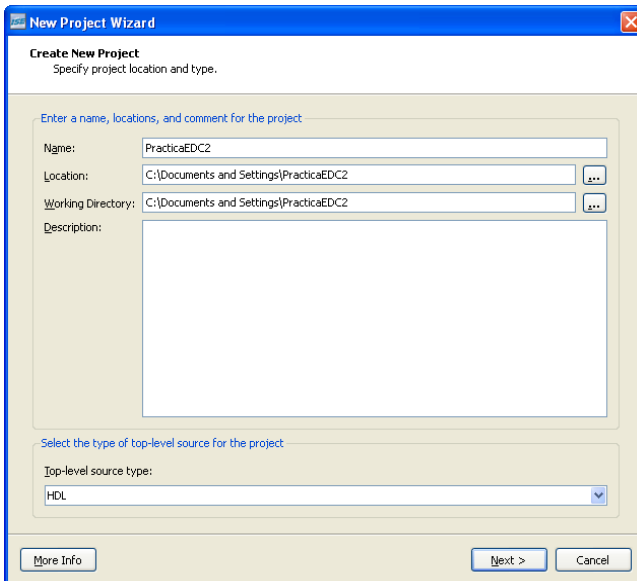 ISE New Project Wizard
Create New Project
Specify project location and type.
Enter a name, locations, and comment for the project
Name: PracticaEDC2
Location: C:\Documents and Settings\PracticaEDC2 ...
Working Directory: C:\Documents and Settings\PracticaEDC2 ...
Description:
Select the type of top-level source for the project
Top-level source type:
HDL
More Info Next > Cancel